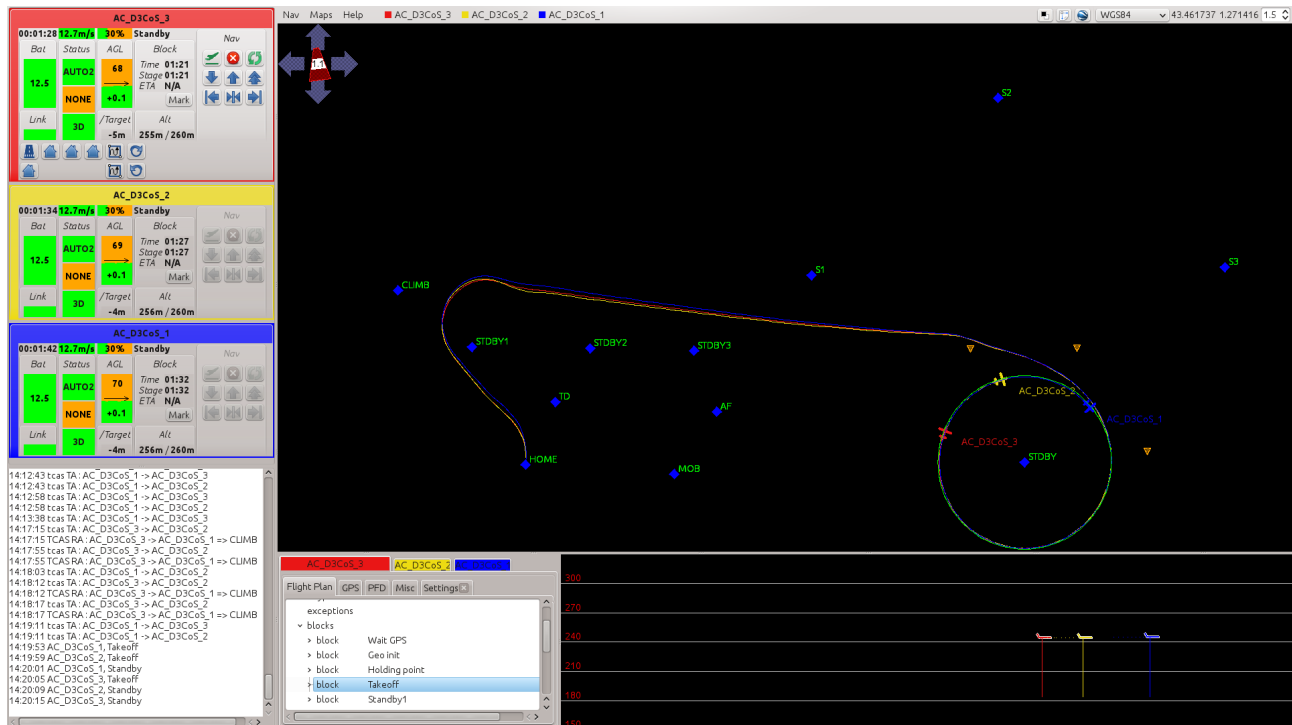 AC_D3CoS_3
00:01:28 12.7m/s 30% Standby
Bat Status AGL Block Nav
12.5 AUTO2 68 Time 01:21
Stage 01:21
ETA N/A
NONE +0.1 Mark
Link 3D /Target Alt
-5m 255m / 260m
AC_D3CoS_2
00:01:34 12.7m/s 30% Standby
Bat Status AGL Block Nav
12.5 AUTO2 69 Time 01:27
Stage 01:27
ETA N/A
NONE +0.1 Mark
Link 3D /Target Alt
-4m 256m / 260m
AC_D3CoS_1
00:01:42 12.7m/s 30% Standby
Bat Status AGL Block Nav
12.5 AUTO2 70 Time 01:32
Stage 01:32
ETA N/A
NONE +0.1 Mark
Link 3D /Target Alt
-4m 256m / 260m
14:12:43 tcas TA : AC_D3CoS_1 -> AC_D3CoS_3
14:12:43 tcas TA : AC_D3CoS_1 -> AC_D3CoS_2
14:12:58 tcas TA : AC_D3CoS_1 -> AC_D3CoS_3
14:12:58 tcas TA : AC_D3CoS_1 -> AC_D3CoS_2
14:13:38 tcas TA : AC_D3CoS_1 -> AC_D3CoS_3
14:17:15 tcas TA : AC_D3CoS_3 -> AC_D3CoS_2
14:17:15 TCAS RA : AC_D3CoS_3 -> AC_D3CoS_1 => CLIMB
14:17:55 tcas TA : AC_D3CoS_3 -> AC_D3CoS_2
14:17:55 TCAS RA : AC_D3CoS_3 -> AC_D3CoS_1 => CLIMB
14:18:03 tcas TA : AC_D3CoS_1 -> AC_D3CoS_2
14:18:12 tcas TA : AC_D3CoS_3 -> AC_D3CoS_2
14:18:12 TCAS RA : AC_D3CoS_3 -> AC_D3CoS_1 => CLIMB
14:18:17 tcas TA : AC_D3CoS_3 -> AC_D3CoS_2
14:18:17 TCAS RA : AC_D3CoS_3 -> AC_D3CoS_1 => CLIMB
14:19:11 tcas TA : AC_D3CoS_1 -> AC_D3CoS_3
14:19:11 tcas TA : AC_D3CoS_1 -> AC_D3CoS_2
14:19:53 AC_D3CoS_1, Takeoff
14:19:59 AC_D3CoS_2, Takeoff
14:20:01 AC_D3CoS_1, Standby
14:20:05 AC_D3CoS_3, Takeoff
14:20:09 AC_D3CoS_2, Standby
14:20:15 AC_D3CoS_3, Standby
Nav Maps Help AC_D3CoS_3 AC_D3CoS_2 AC_D3CoS_1 WGS84 43.461737 1.271416 1.5
S2
S1
S3
CLIMB
STDBY1
STDBY2
STDBY3
AC_D3CoS_2
TD
AF
AC_D3CoS_1
AC_D3CoS_3
HOME
MOB
STDBY
AC_D3CoS_3 AC_D3CoS_2
Flight Plan GPS PFD Misc Settings
exceptions
blocks
block Wait GPS
block Geo init
block Holding point
block Takeoff
block Standby1
300
270
240
210
180
150